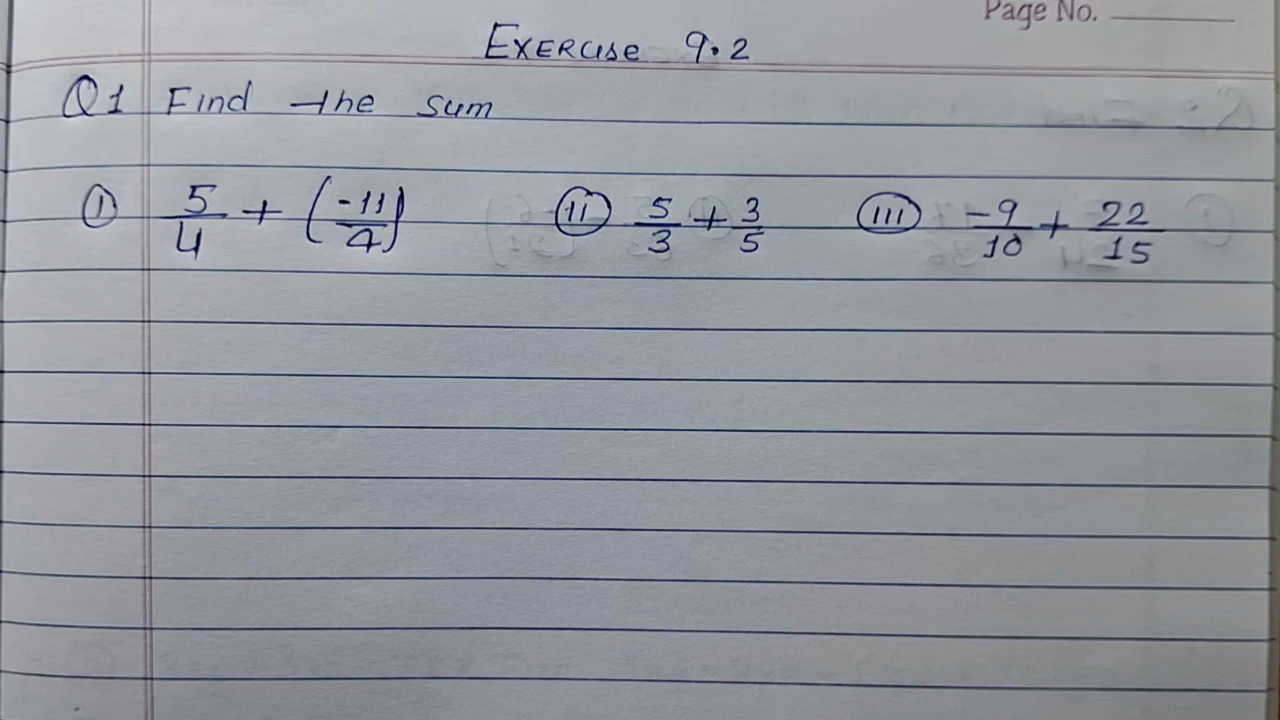 Page No.
Exercise 9.2
Q1 Find the sum
(i) 5/4 + (-11/4) (ii) 5/3 + 3/5 (iii) -9/10 + 22/15